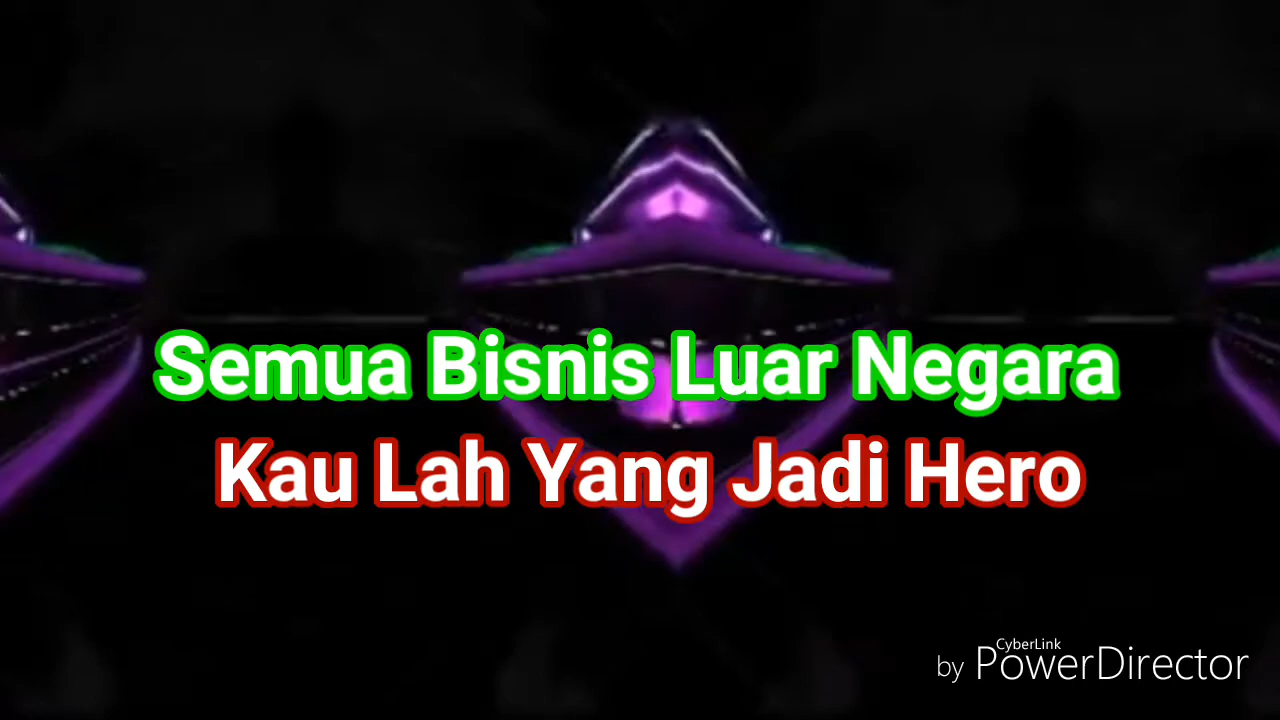 Semua Bisnis Luar Negara
Kau Lah Yang Jadi Hero
by CyberLink PowerDirector